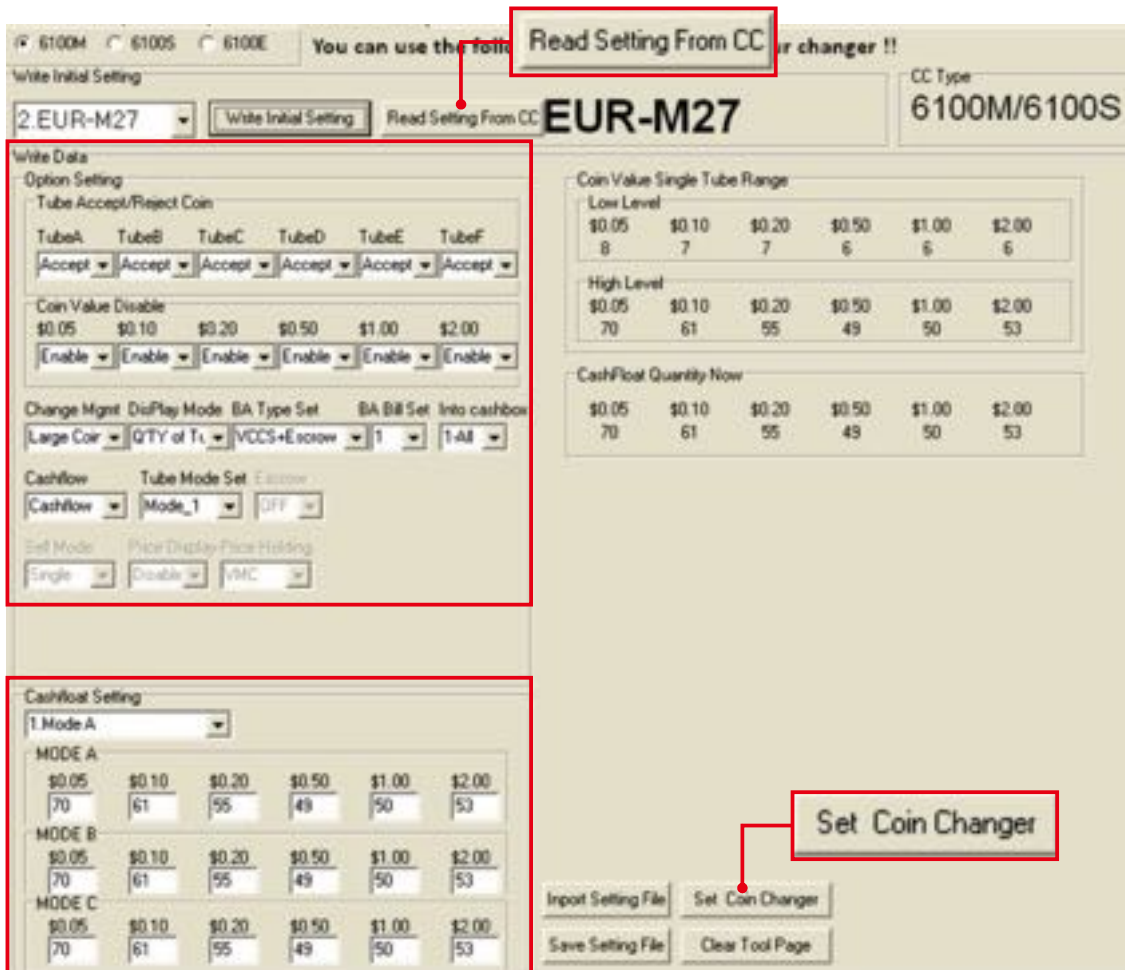 6100M 6100S 6100E You can use the follo Read Setting From CC ur changer !!
Write Initial Setting CC Type
2.EUR-M27 Write Initial Setting Read Setting From CC EUR-M27 6100M/6100S
Write Data
Option Setting
Tube Accept/Reject Coin
TubeA TubeB TubeC TubeD TubeE TubeF
Accept Accept Accept Accept Accept Accept
Coin Value Disable
$0.05 $0.10 $0.20 $0.50 $1.00 $2.00
Enable Enable Enable Enable Enable Enable
Change Mgmt DisPlay Mode BA Type Set BA Bill Set Into cashbox
Large Coir Q'TY of Tu VCCS+Escrow 1 1-All
Cashflow Tube Mode Set Escrow
Cashflow Mode_1 OFF
Sell Mode Price Display Price Holding
Single Disable VMC
Coin Value Single Tube Range
Low Level
$0.05 $0.10 $0.20 $0.50 $1.00 $2.00
8 7 7 6 6 6
High Level
$0.05 $0.10 $0.20 $0.50 $1.00 $2.00
70 61 55 49 50 53
CashFloat Quantity Now
$0.05 $0.10 $0.20 $0.50 $1.00 $2.00
70 61 55 49 50 53
Cashfloat Setting
1.Mode A
MODE A
$0.05 $0.10 $0.20 $0.50 $1.00 $2.00
70 61 55 49 50 53
MODE B
$0.05 $0.10 $0.20 $0.50 $1.00 $2.00
70 61 55 49 50 53
MODE C
$0.05 $0.10 $0.20 $0.50 $1.00 $2.00
70 61 55 49 50 53
Set Coin Changer
Inport Setting File Set Coin Changer
Save Setting File Clear Tool Page